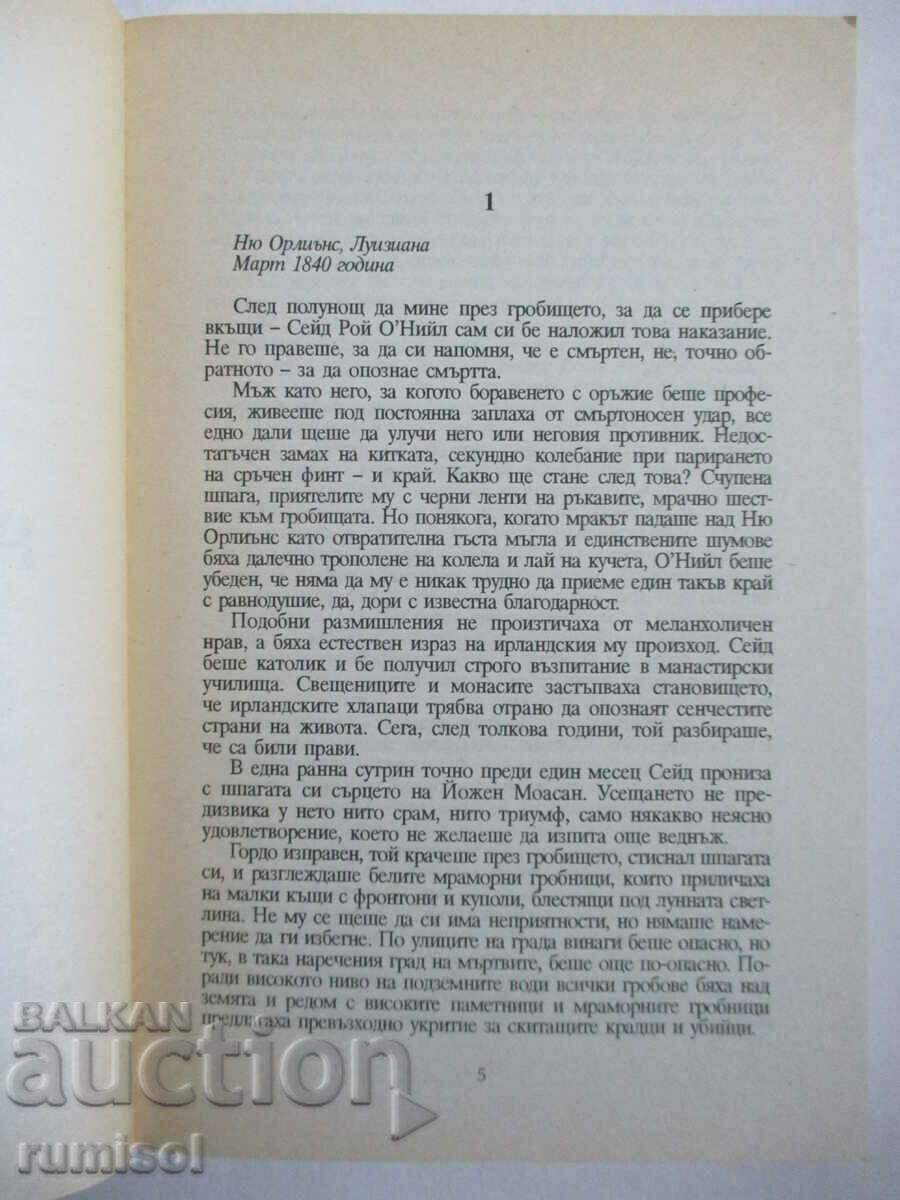 1
Ню Орлиънс, Луизиана
Март 1840 година
След полунощ да мине през гробището, за да се прибере
вкъщи – Сейд Рой О'Нийл сам си бе наложил това наказание.
Не го правеше, за да си напомня, че е смъртен, не, точно об-
ратното – за да опознае смъртта.
Мъж като него, за когото боравенето с оръжие беше профе-
сия, живееше под постоянна заплаха от смъртоносен удар, все
едно дали щеше да улучи него или неговия противник. Недос-
татъчен замах на китката, секундно колебание при парирането
на сръчен финт – и край. Какво ще стане след това? Счупена
шпага, приятелите му с черни ленти на ръкавите, мрачно шест-
вие към гробищата. Но понякога, когато мракът падаше над Ню
Орлиънс като отвратителна гъста мъгла и единствените шумове
бяха далечно трополене на колела и лай на кучета, О'Нийл беше
убеден, че няма да му е никак трудно да приеме един такъв край
с равнодушие, да, дори с известна благодарност.
Подобни размишления не произтичаха от меланхоличен
нрав, а бяха естествен израз на ирландския му произход. Сейд
беше католик и бе получил строго възпитание в манастирски
училища. Свещениците и монасите застъпваха становището,
че ирландските хлапаци трябва отрано да опознаят сенчестите
страни на живота. Сега, след толкова години, той разбираше,
че са били прави.
В една ранна сутрин точно преди един месец Сейд прониза
с шпагата си сърцето на Йожен Моасан. Усещането не пре-
дизвика у него нито срам, нито триумф, само някакво неясно
удовлетворение, което не желаеше да изпита още веднъж.
Гордо изправен, той крачеше през гробището, стиснал шпагата
си, и разглеждаше белите мраморни гробници, които приличаха
на малки къщи с фронтони и куполи, блестящи под лунната свет-
лина. Не му се щеше да си има неприятности, но нямаше наме-
рение да ги избегне. По улиците на града винаги беше опасно, но
тук, в така наречения град на мъртвите, беше още по-опасно. По-
ради високото ниво на подземните води всички гробове бяха над
земята и редом с високите паметници и мраморните гробници
предлагаха превъзходно укритие за скитащите крадци и убийци.
5
BALKAN
auction
rumisol